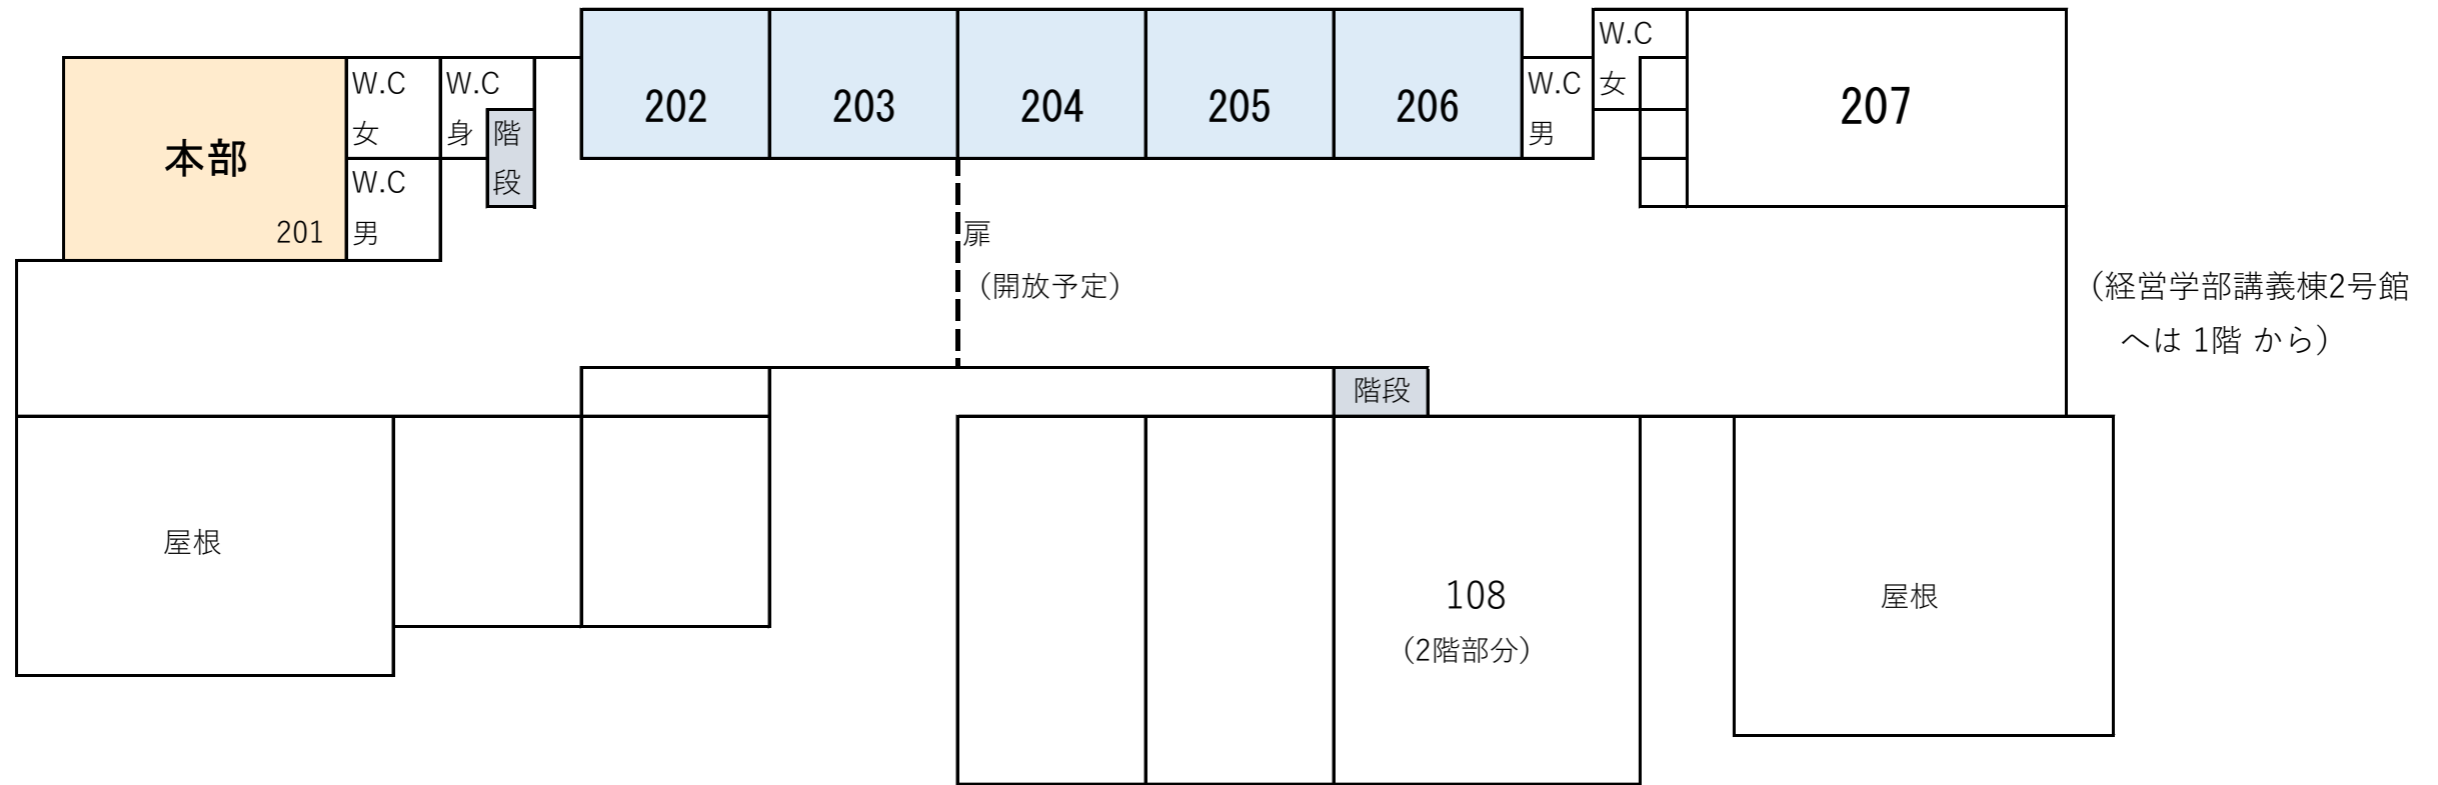 本部
201
W.C
女
W.C
男
W.C
身
階
段
202
203
204
205
206
W.C
男
W.C
女
207
扉
（開放予定）
（経営学部講義棟2号館
へは 1階 から）
階段
屋根
108
（2階部分）
屋根